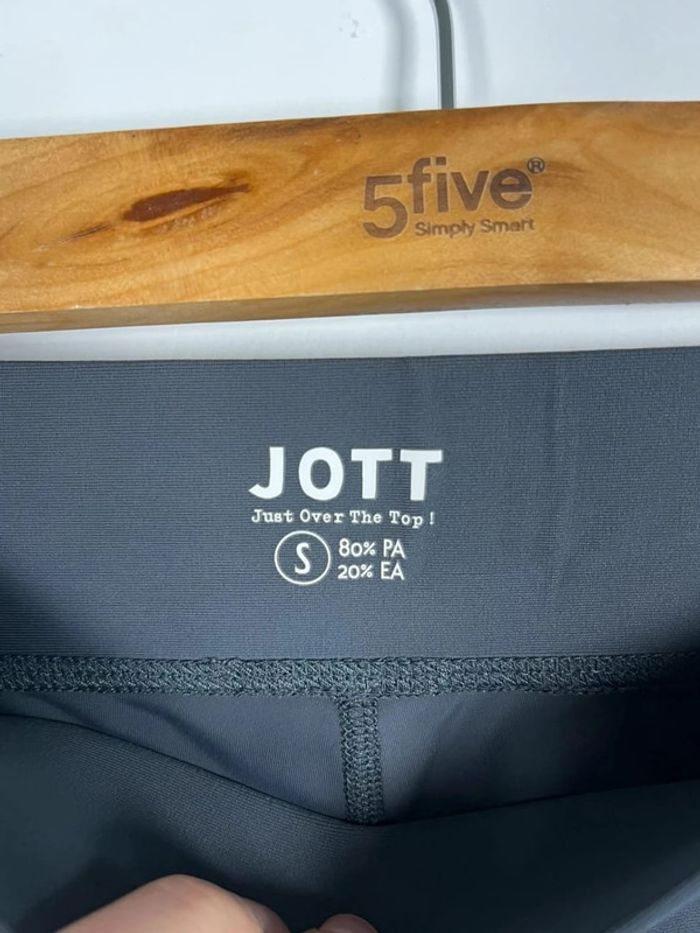 5five®
Simply Smart
JOTT
Just Over The Top !
S
80% PA
20% EA